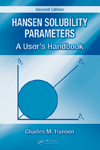 Second Edition
HANSEN SOLUBILITY
PARAMETERS
A User's Handbook
Charles M. Hansen